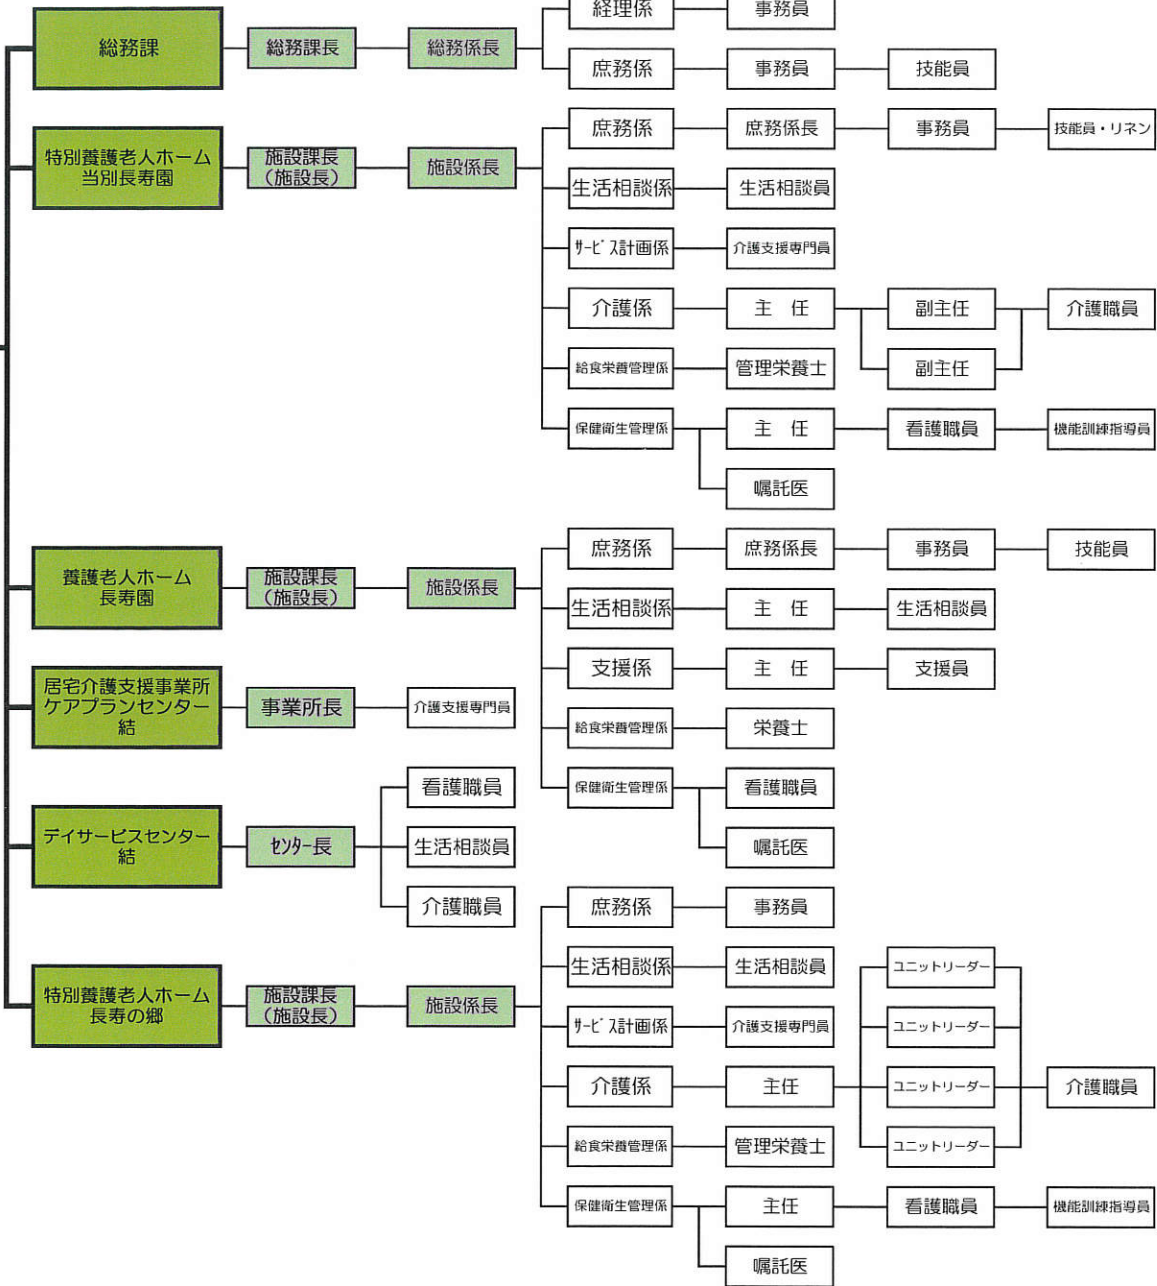 経理係
事務員
総務課
総務課長
総務係長
庶務係
事務員
技能員
特別養護老人ホーム
当別長寿園
施設課長
（施設長）
施設係長
庶務係
庶務係長
事務員
技能員・リネン
生活相談係
生活相談員
ｻｰﾋﾞｽ計画係
介護支援専門員
介護係
主　任
副主任
介護職員
副主任
給食栄養管理係
管理栄養士
保健衛生管理係
主　任
看護職員
機能訓練指導員
嘱託医
養護老人ホーム
長寿園
施設課長
（施設長）
施設係長
庶務係
庶務係長
事務員
技能員
生活相談係
主　任
生活相談員
支援係
主　任
支援員
給食栄養管理係
栄養士
保健衛生管理係
看護職員
嘱託医
居宅介護支援事業所
ケアプランセンター
結
事業所長
介護支援専門員
デイサービスセンター
結
ｾﾝﾀｰ長
看護職員
生活相談員
介護職員
特別養護老人ホーム
長寿の郷
施設課長
（施設長）
施設係長
庶務係
事務員
生活相談係
生活相談員
ｻｰﾋﾞｽ計画係
介護支援専門員
介護係
主任
ユニットリーダー
ユニットリーダー
ユニットリーダー
ユニットリーダー
介護職員
給食栄養管理係
管理栄養士
保健衛生管理係
主任
看護職員
機能訓練指導員
嘱託医